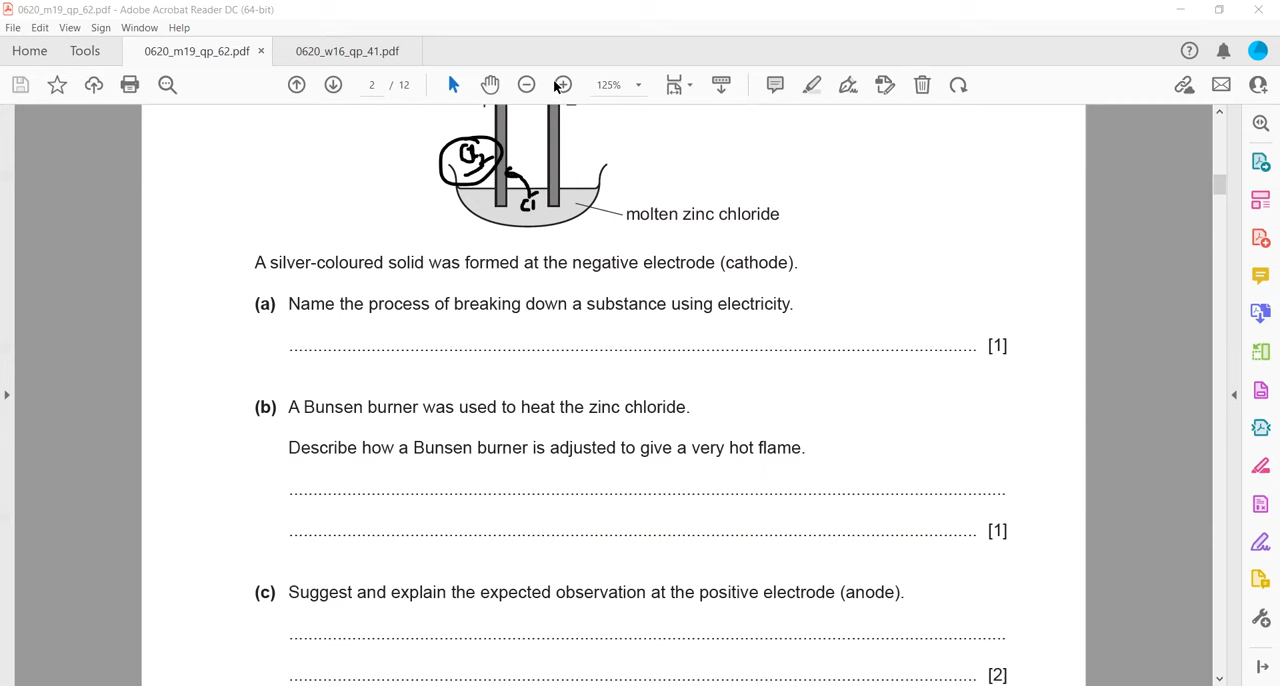 0620_m19_qp_62.pdf - Adobe Acrobat Reader DC (64-bit)
File Edit View Sign Window Help
Home Tools 0620_m19_qp_62.pdf × 0620_w16_qp_41.pdf
2 / 12 125%
Cl2
Cl
molten zinc chloride
A silver-coloured solid was formed at the negative electrode (cathode).
(a) Name the process of breaking down a substance using electricity.
[1]
(b) A Bunsen burner was used to heat the zinc chloride.
Describe how a Bunsen burner is adjusted to give a very hot flame.
[1]
(c) Suggest and explain the expected observation at the positive electrode (anode).
[2]